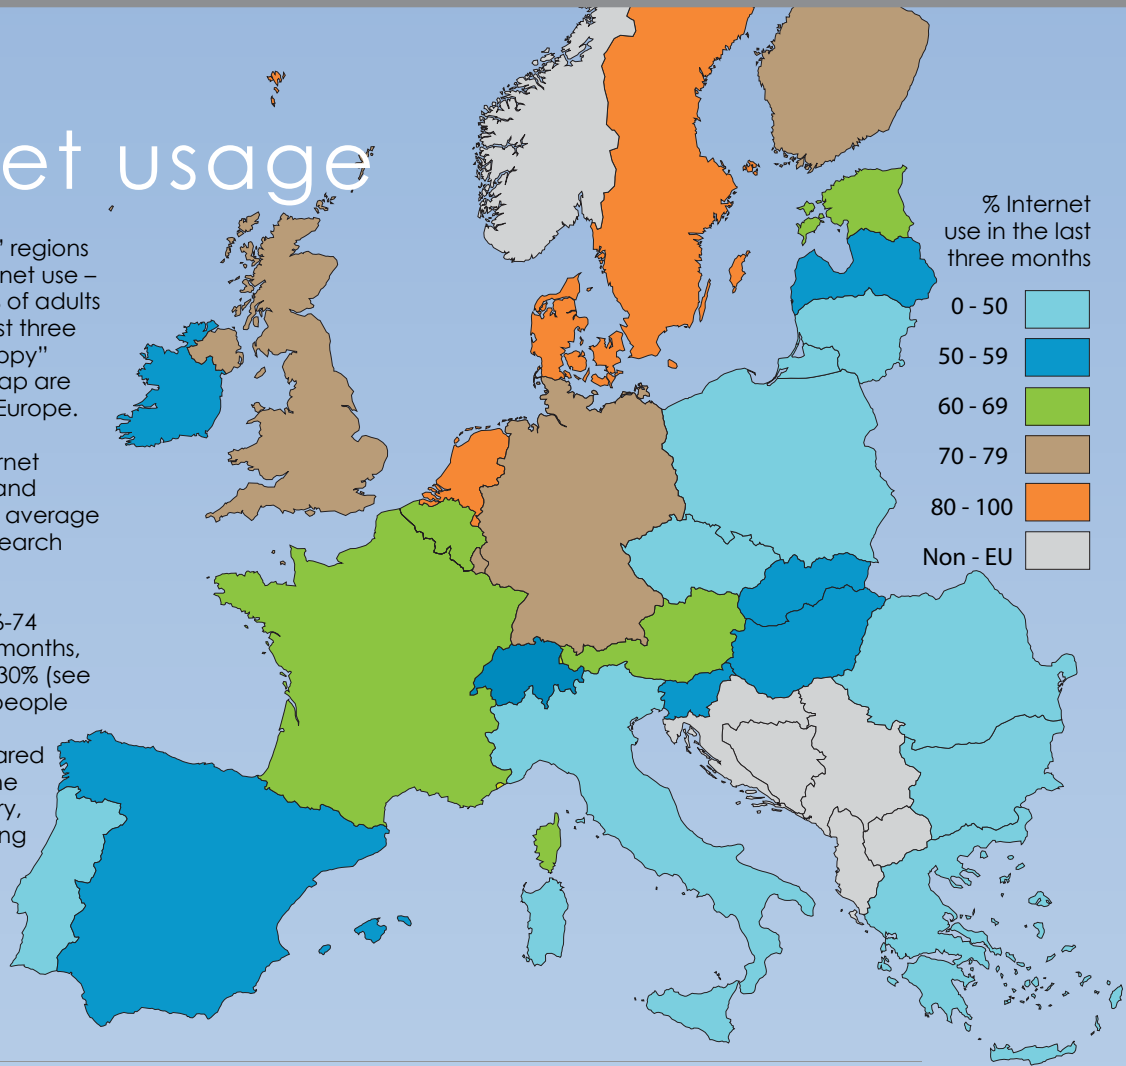 et usage
' regions
net use –
s of adults
st three
opy"
ap are
Europe.
rnet
and
average
earch
6-74
months,
30% (see
people
ared
ne
ry,
ng
% Internet
use in the last
three months
0 - 50
50 - 59
60 - 69
70 - 79
80 - 100
Non - EU